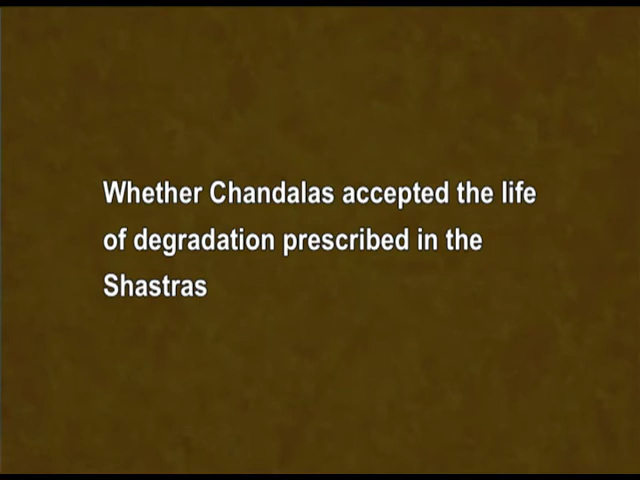 Whether Chandalas accepted the life
of degradation prescribed in the
Shastras